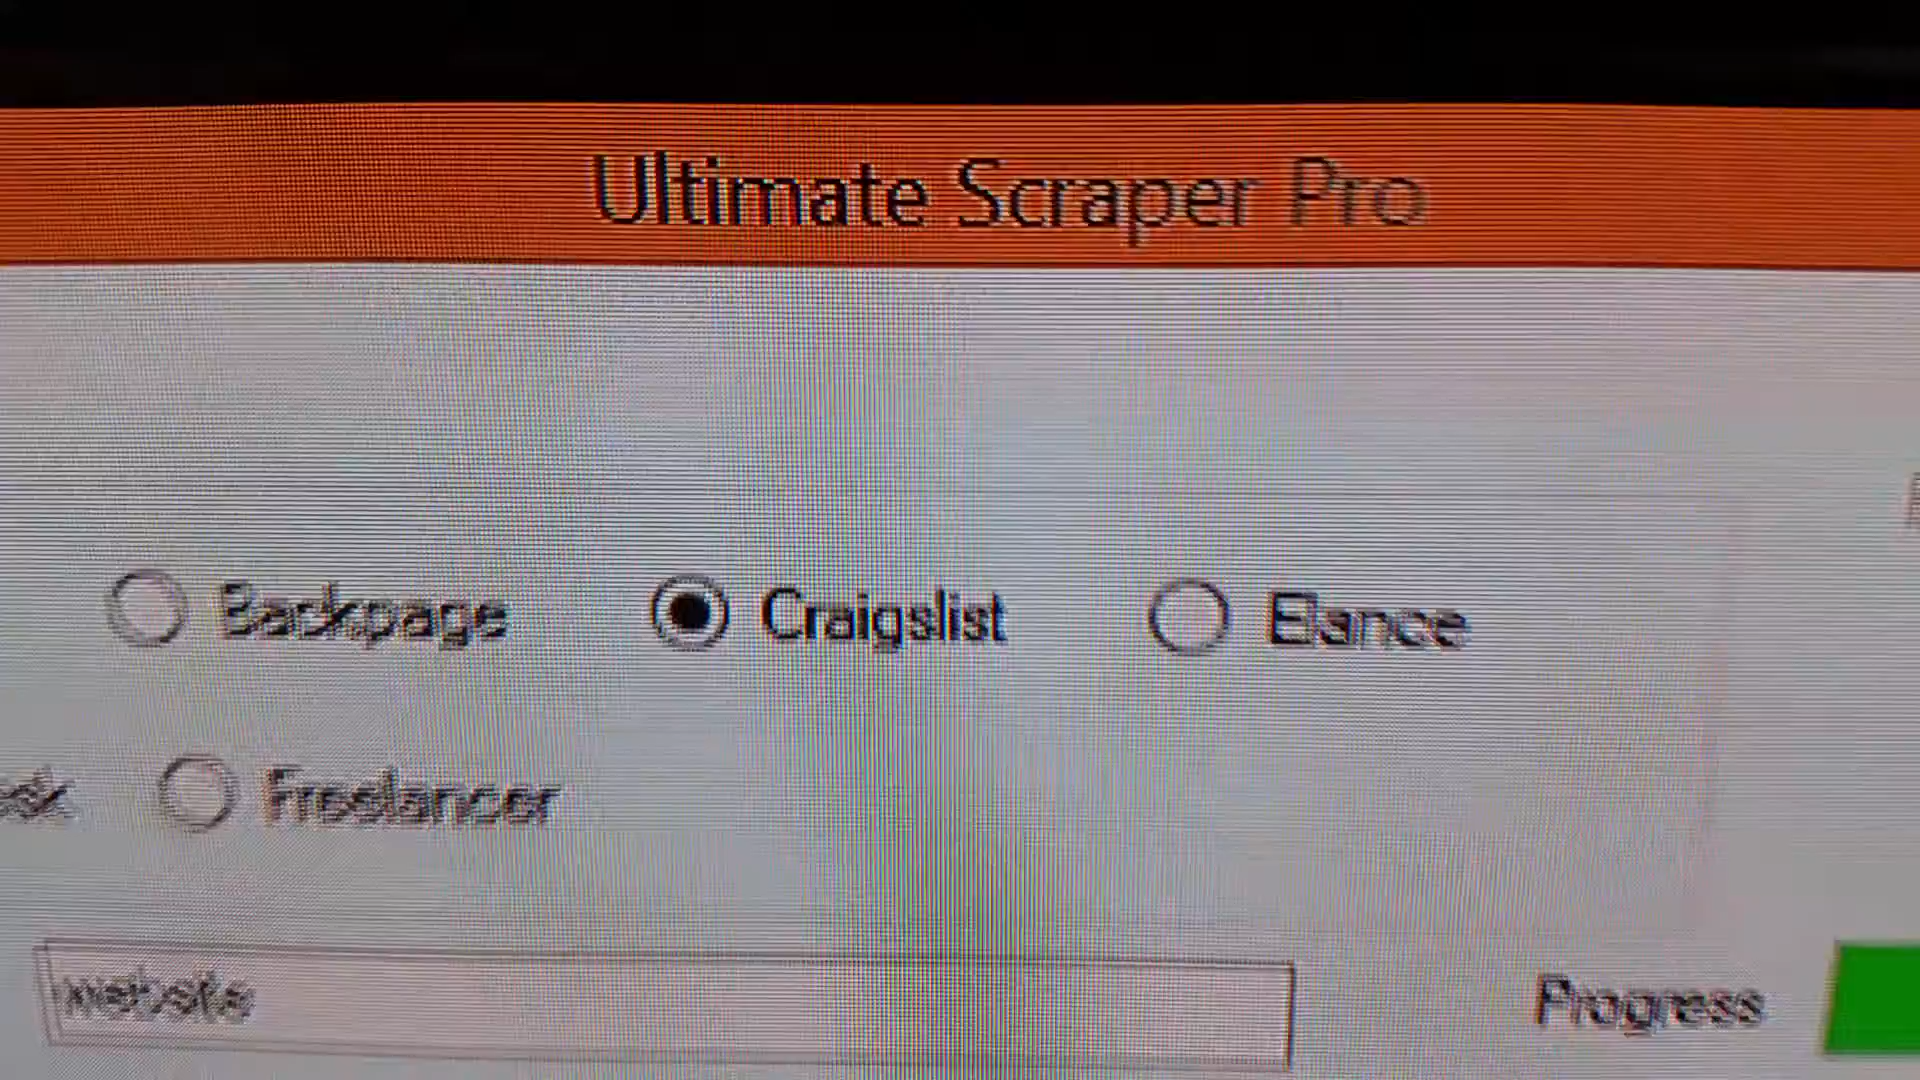 Ultimate Scraper Pro
Backpage Craigslist Elance
Freelancer
website
Progress